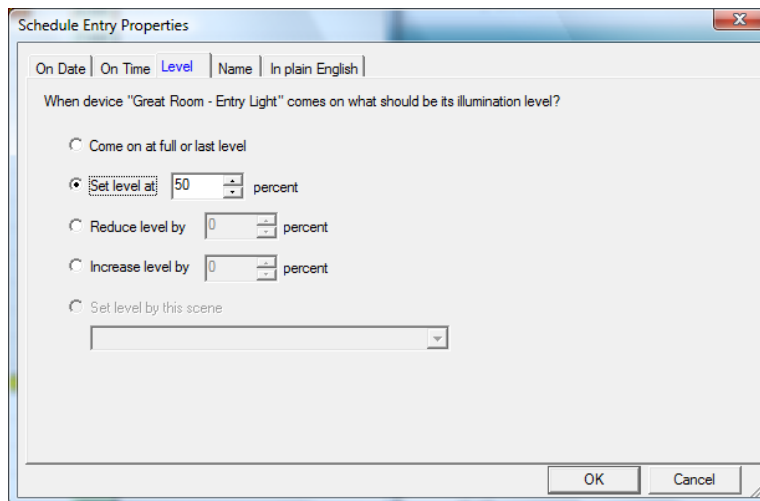 Schedule Entry Properties
On Date On Time Level Name In plain English
When device "Great Room - Entry Light" comes on what should be its illumination level?
Come on at full or last level
Set level at 50 percent
Reduce level by 0 percent
Increase level by 0 percent
Set level by this scene
OK Cancel